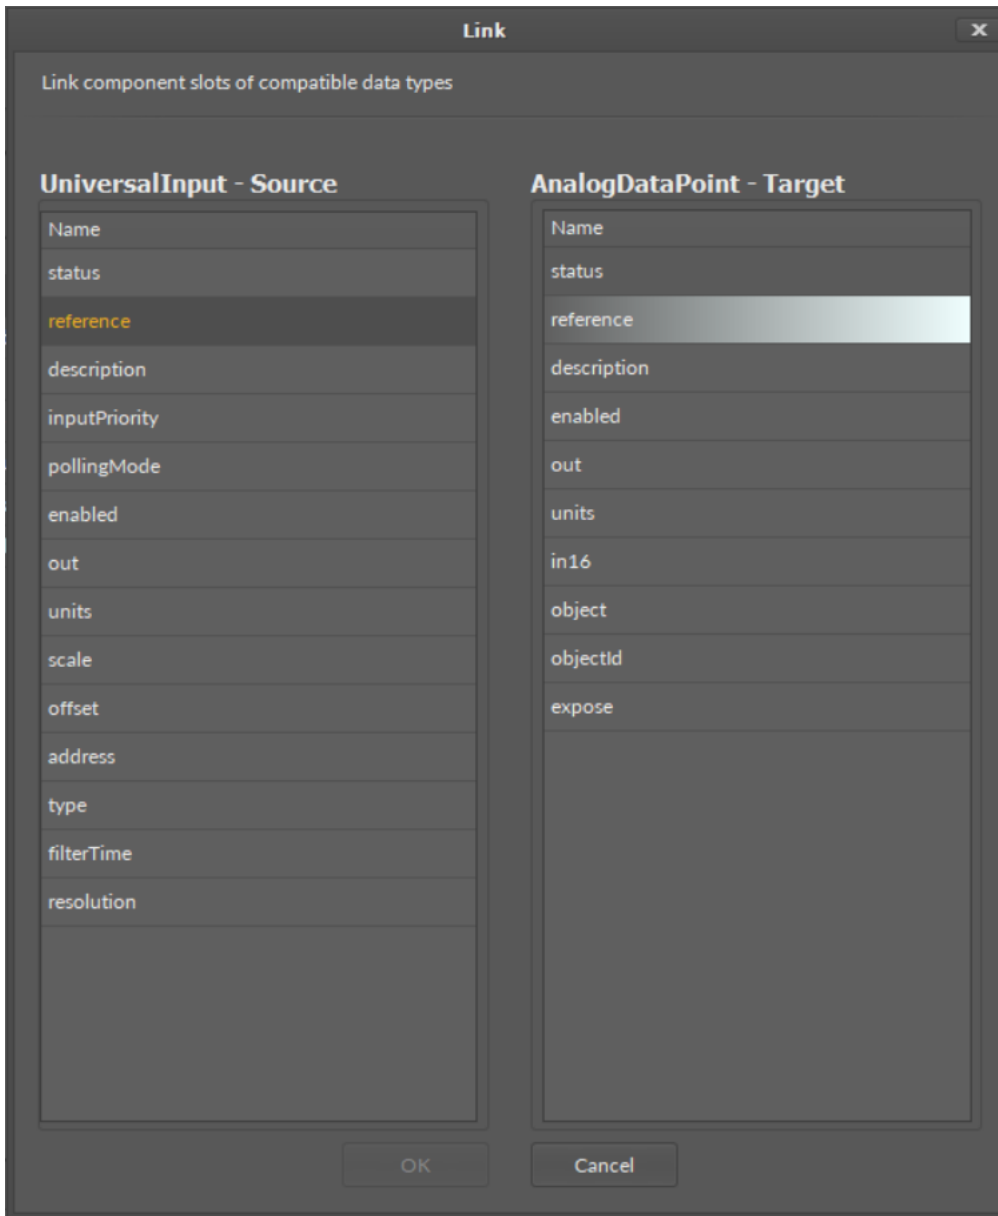 Link
Link component slots of compatible data types
UniversalInput - Source
Name
status
reference
description
inputPriority
pollingMode
enabled
out
units
scale
offset
address
type
filterTime
resolution
AnalogDataPoint - Target
Name
status
reference
description
enabled
out
units
in16
object
objectId
expose
OK
Cancel